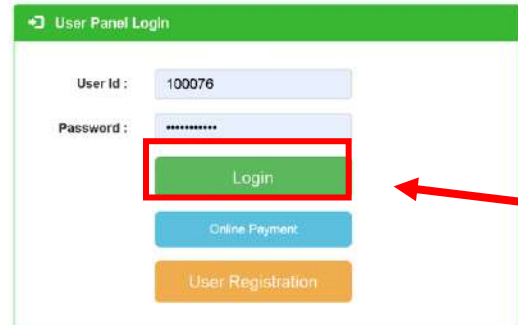 User Panel Login
User Id : 100076
Password : •••••••••••
Login
Online Payment
User Registration